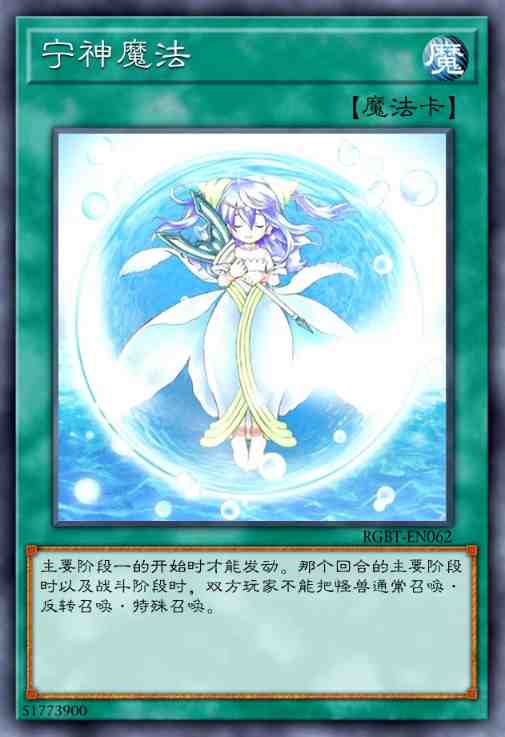 宁神魔法
魔
【魔法卡】
RGBT-EN062
主要阶段一的开始时才能发动。那个回合的主要阶段
时以及战斗阶段时，双方玩家不能把怪兽通常召唤·
反转召唤·特殊召唤。
51773900